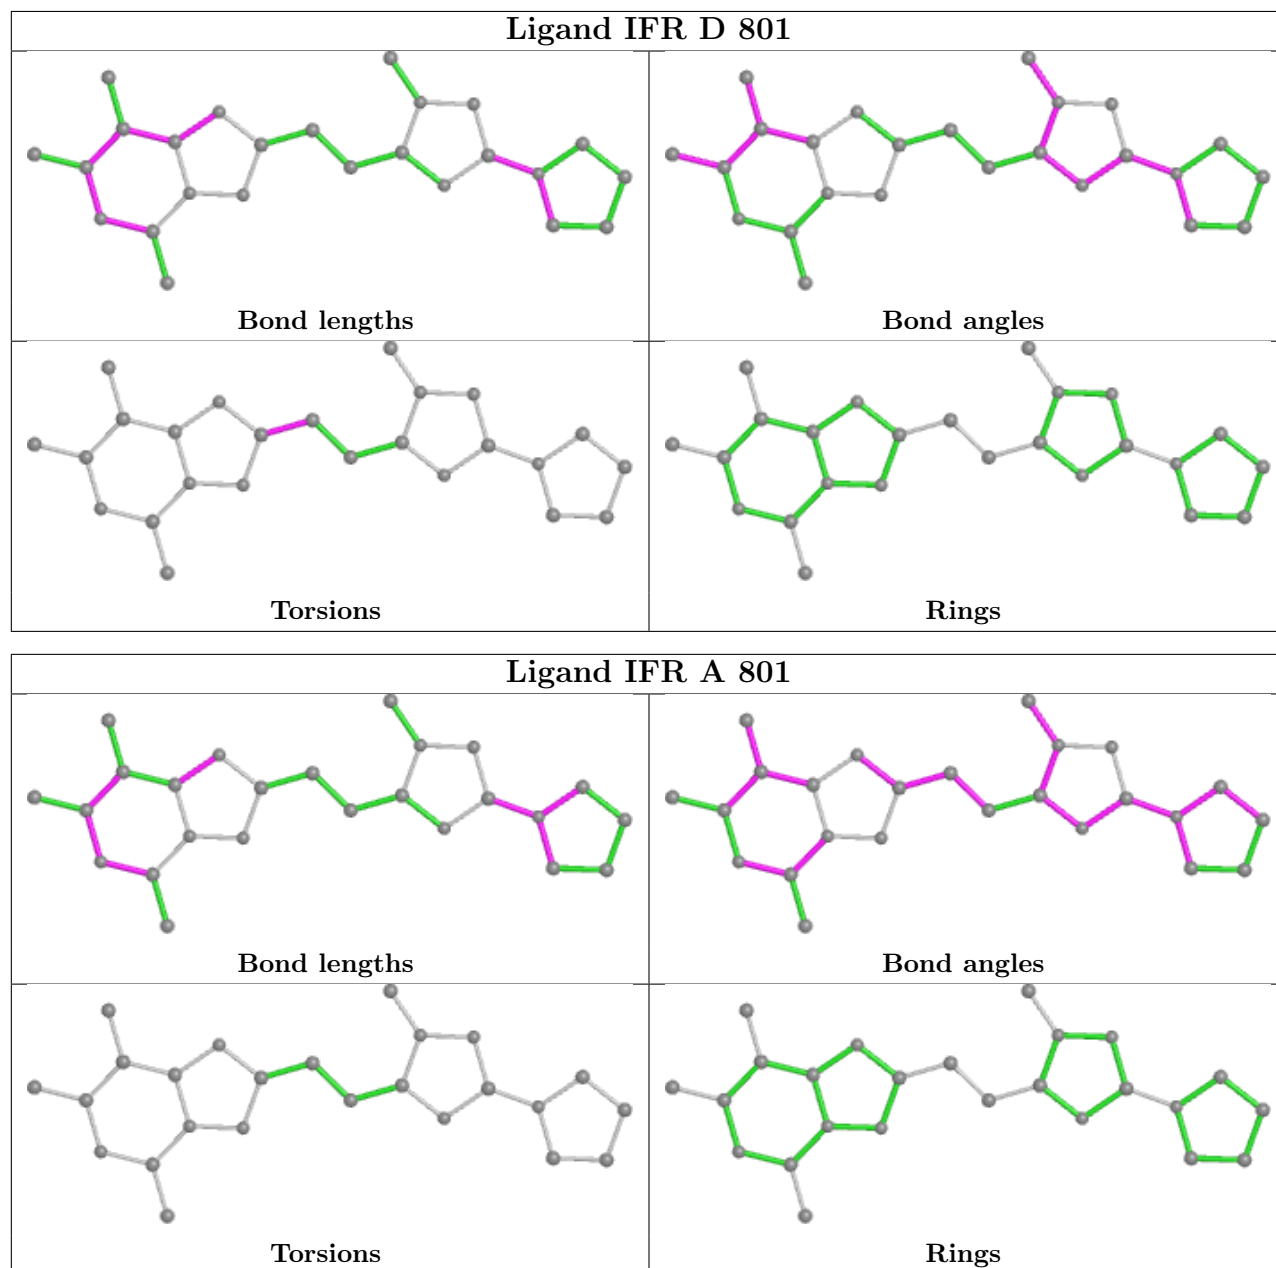 Ligand IFR D 801
Bond lengths
Bond angles
Torsions
Rings
Ligand IFR A 801
Bond lengths
Bond angles
Torsions
Rings